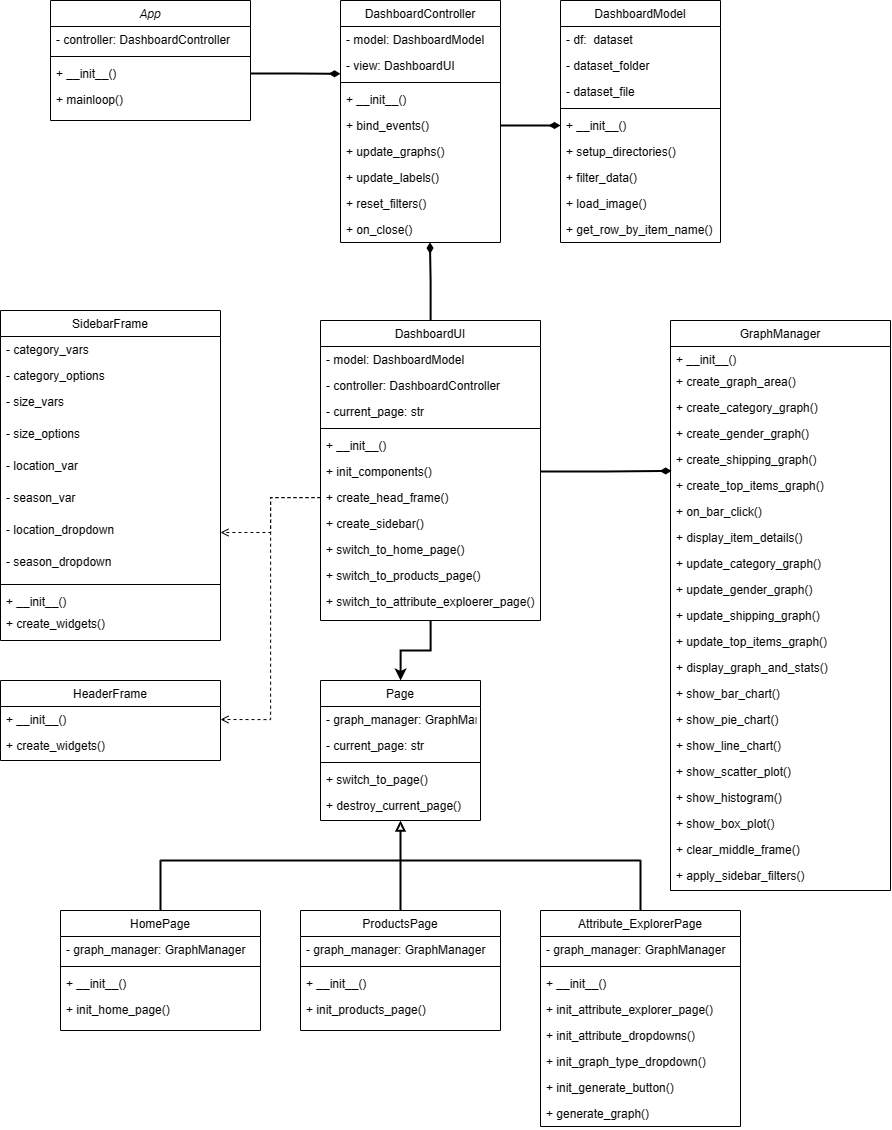 App
- controller: DashboardController
+ __init__()
+ mainloop()
DashboardController
- model: DashboardModel
- view: DashboardUI
+ __init__()
+ bind_events()
+ update_graphs()
+ update_labels()
+ reset_filters()
+ on_close()
DashboardModel
- df:  dataset
- dataset_folder
- dataset_file
+ __init__()
+ setup_directories()
+ filter_data()
+ load_image()
+ get_row_by_item_name()
SidebarFrame
- category_vars
- category_options
- size_vars
- size_options
- location_var
- season_var
- location_dropdown
- season_dropdown
+ __init__()
+ create_widgets()
DashboardUI
- model: DashboardModel
- controller: DashboardController
- current_page: str
+ __init__()
+ init_components()
+ create_head_frame()
+ create_sidebar()
+ switch_to_home_page()
+ switch_to_products_page()
+ switch_to_attribute_exploerer_page()
GraphManager
+ __init__()
+ create_graph_area()
+ create_category_graph()
+ create_gender_graph()
+ create_shipping_graph()
+ create_top_items_graph()
+ on_bar_click()
+ display_item_details()
+ update_category_graph()
+ update_gender_graph()
+ update_shipping_graph()
+ update_top_items_graph()
+ display_graph_and_stats()
+ show_bar_chart()
+ show_pie_chart()
+ show_line_chart()
+ show_scatter_plot()
+ show_histogram()
+ show_box_plot()
+ clear_middle_frame()
+ apply_sidebar_filters()
HeaderFrame
+ __init__()
+ create_widgets()
Page
- graph_manager: GraphMai
- current_page: str
+ switch_to_page()
+ destroy_current_page()
HomePage
- graph_manager: GraphManager
+ __init__()
+ init_home_page()
ProductsPage
- graph_manager: GraphManager
+ __init__()
+ init_products_page()
Attribute_ExplorerPage
- graph_manager: GraphManager
+ __init__()
+ init_attribute_explorer_page()
+ init_attribute_dropdowns()
+ init_graph_type_dropdown()
+ init_generate_button()
+ generate_graph()